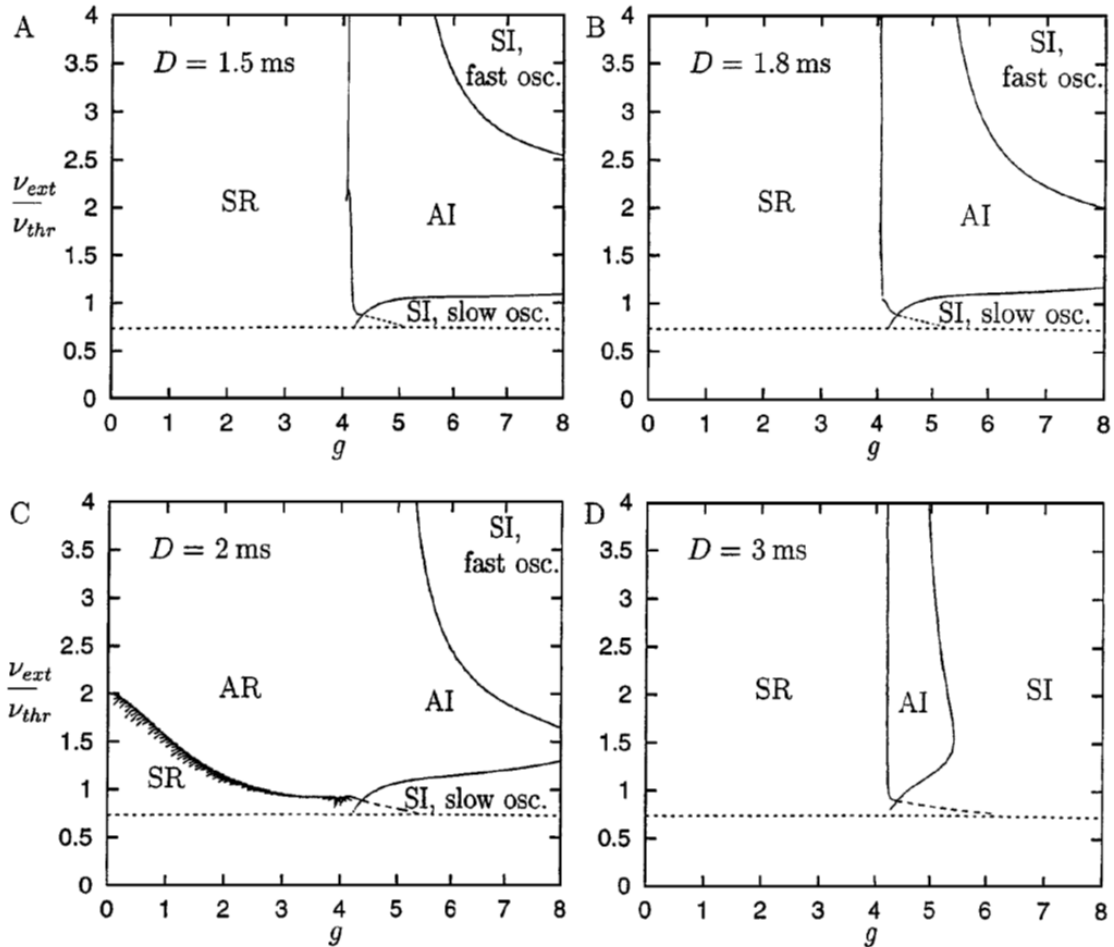 A
D = 1.5 ms
SI,
fast osc.
SR
AI
SI, slow osc.
4
3.5
3
2.5
2
1.5
1
0.5
0
ν_ext
ν_thr
0 1 2 3 4 5 6 7 8
g
B
D = 1.8 ms
SI,
fast osc.
SR
AI
SI, slow osc.
4
3.5
3
2.5
2
1.5
1
0.5
0
0 1 2 3 4 5 6 7 8
g
C
D = 2 ms
SI,
fast osc.
AR
AI
SR
SI, slow osc.
4
3.5
3
2.5
2
1.5
1
0.5
0
ν_ext
ν_thr
0 1 2 3 4 5 6 7 8
g
D
D = 3 ms
SR
AI
SI
4
3.5
3
2.5
2
1.5
1
0.5
0
0 1 2 3 4 5 6 7 8
g